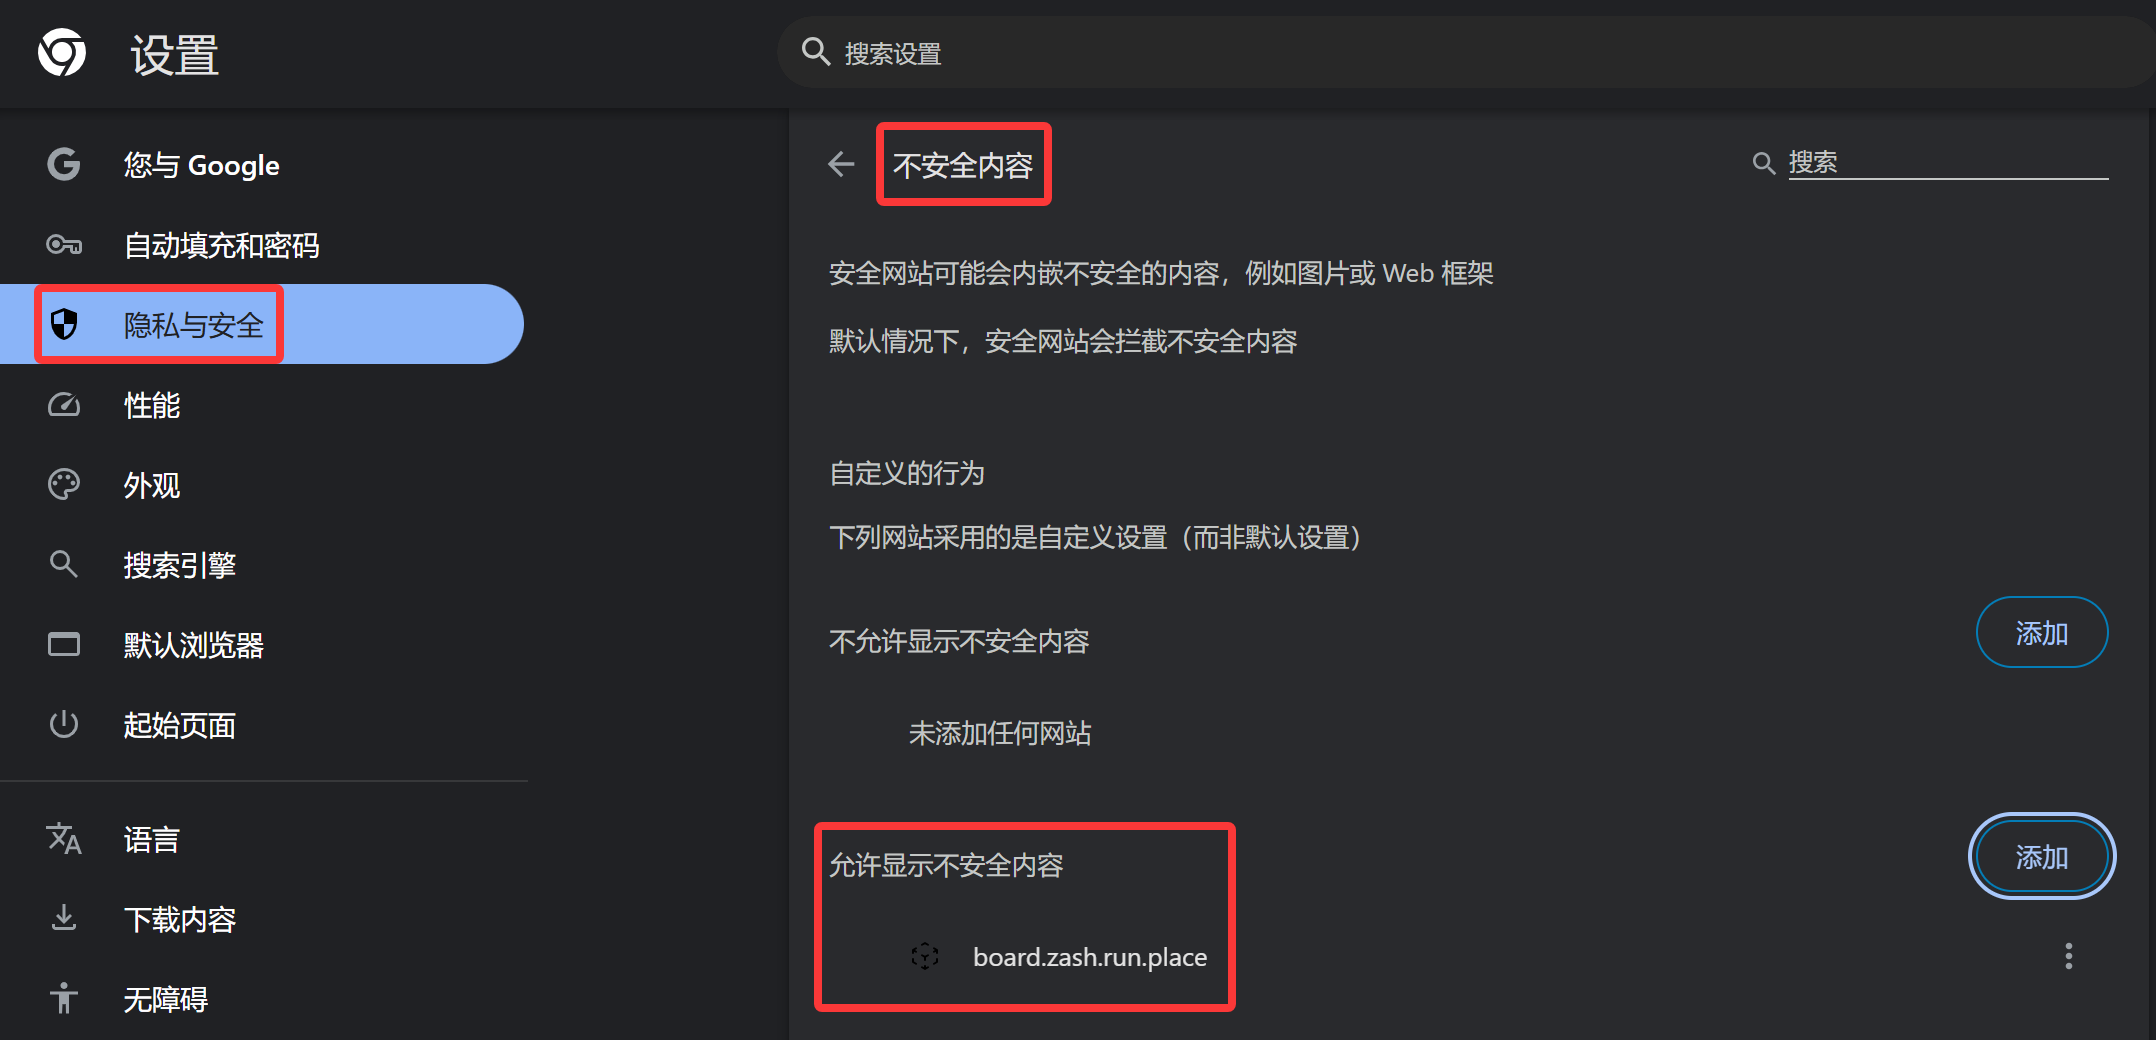 设置
搜索设置
您与 Google
自动填充和密码
隐私与安全
性能
外观
搜索引擎
默认浏览器
起始页面
语言
下载内容
无障碍
不安全内容
搜索
安全网站可能会内嵌不安全的内容，例如图片或 Web 框架
默认情况下，安全网站会拦截不安全内容
自定义的行为
下列网站采用的是自定义设置（而非默认设置）
不允许显示不安全内容
添加
未添加任何网站
允许显示不安全内容
添加
board.zash.run.place